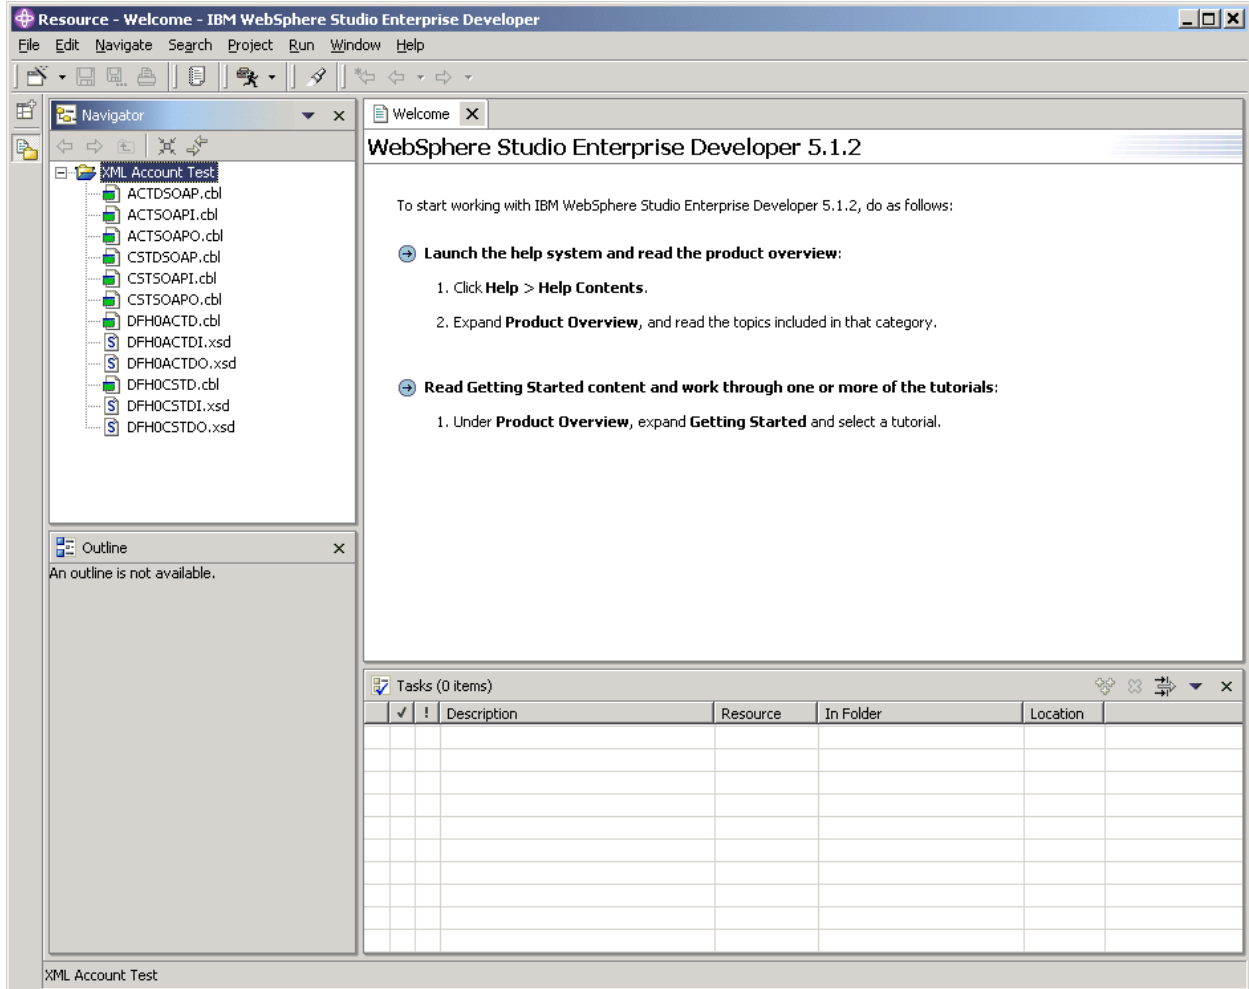 Resource - Welcome - IBM WebSphere Studio Enterprise Developer
File Edit Navigate Search Project Run Window Help
Navigator
XML Account Test
ACTDSOAP.cbl
ACTSOAPI.cbl
ACTSOAPO.cbl
CSTDSOAP.cbl
CSTSOAPI.cbl
CSTSOAPO.cbl
DFH0ACTD.cbl
DFH0ACTDI.xsd
DFH0ACTDO.xsd
DFH0CSTD.cbl
DFH0CSTDI.xsd
DFH0CSTDO.xsd
Outline
An outline is not available.
Welcome
WebSphere Studio Enterprise Developer 5.1.2
To start working with IBM WebSphere Studio Enterprise Developer 5.1.2, do as follows:
Launch the help system and read the product overview:
1. Click Help > Help Contents.
2. Expand Product Overview, and read the topics included in that category.
Read Getting Started content and work through one or more of the tutorials:
1. Under Product Overview, expand Getting Started and select a tutorial.
Tasks (0 items)
! Description Resource In Folder Location
XML Account Test